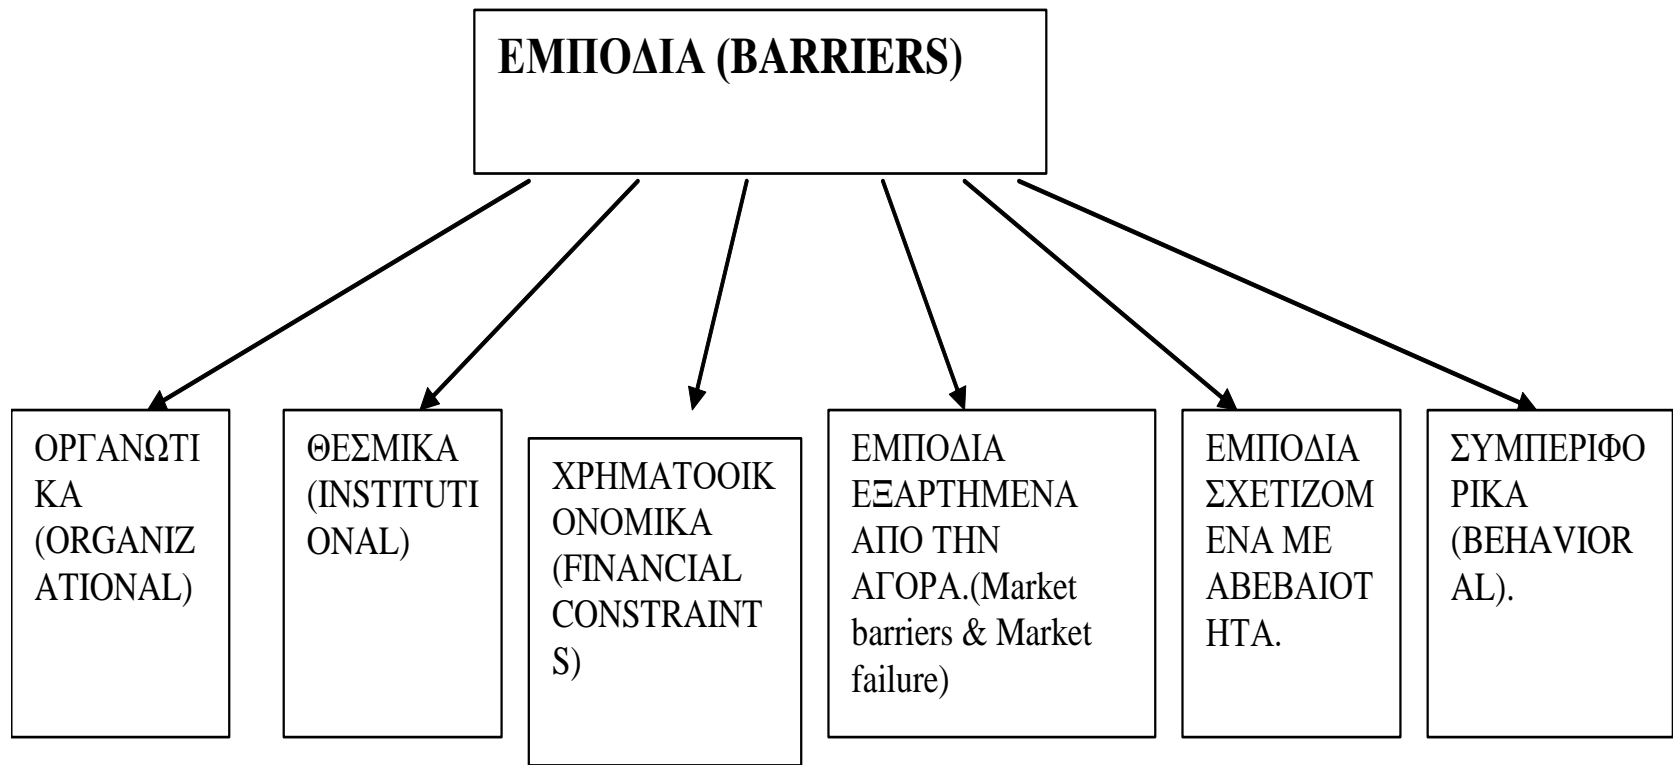 ΕΜΠΟΔΙΑ (BARRIERS)
ΟΡΓΑΝΩΤΙ
ΚΑ
(ORGANIZ
ATIONAL)
ΘΕΣΜΙΚΑ
(INSTITUTI
ONAL)
ΧΡΗΜΑΤΟΟΙΚ
ΟΝΟΜΙΚΑ
(FINANCIAL
CONSTRAINT
S)
ΕΜΠΟΔΙΑ
ΕΞΑΡΤΗΜΕΝΑ
ΑΠΟ ΤΗΝ
ΑΓΟΡΑ.(Market
barriers & Market
failure)
ΕΜΠΟΔΙΑ
ΣΧΕΤΙΖΟΜ
ΕΝΑ ΜΕ
ΑΒΕΒΑΙΟΤ
ΗΤΑ.
ΣΥΜΠΕΡΙΦΟ
ΡΙΚΑ
(BEHAVIOR
AL).